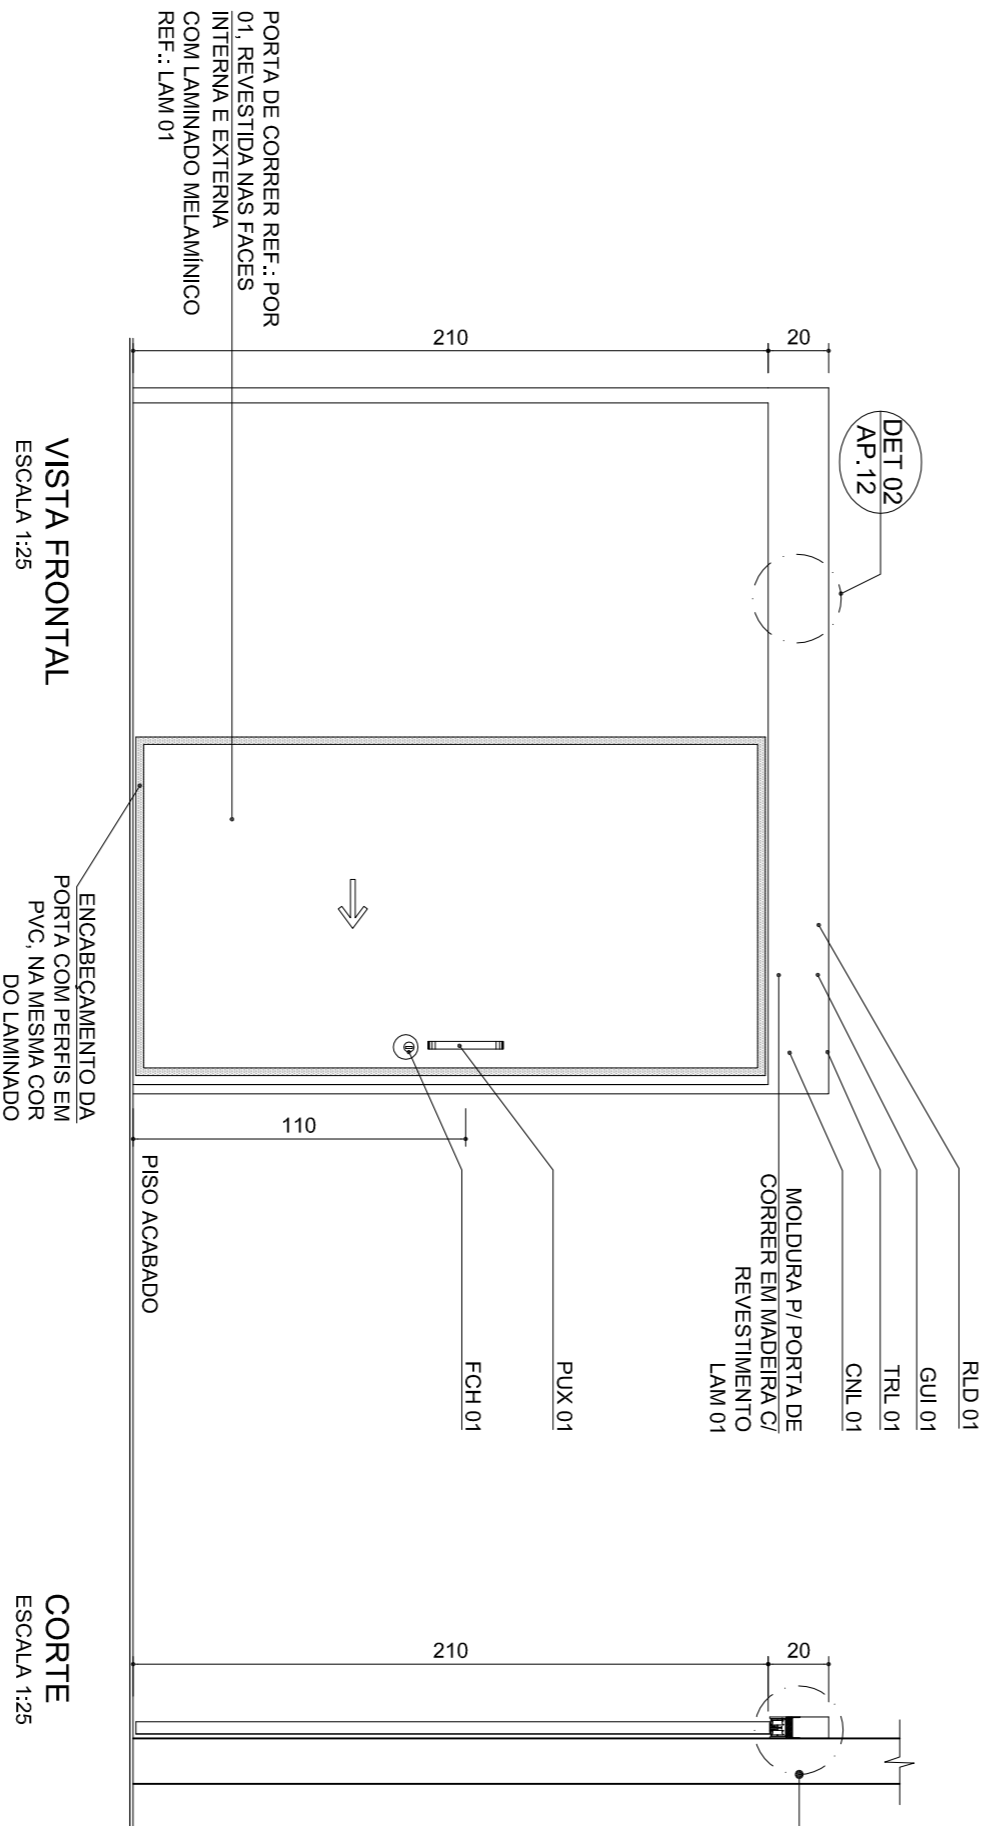 RLD 01
GUI 01
TRL 01
CNL 01
MOLDURA P/ PORTA DE
CORRER EM MADEIRA C/
REVESTIMENTO
LAM 01
PUX 01
FCH 01
DET 02
AP. 12
20
210
110
PISO ACABADO
20
210
PORTA DE CORRER REF.: POR
01, REVESTIDA NAS FACES
INTERNA E EXTERNA
COM LAMINADO MELAMÍNICO
REF.: LAM 01
ENCABEÇAMENTO DA
PORTA COM PERFIS EM
PVC, NA MESMA COR
DO LAMINADO
VISTA FRONTAL
ESCALA 1:25
CORTE
ESCALA 1:25